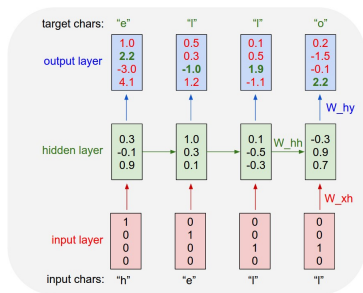 target chars: “e” “l” “l” “o”
1.0 0.5 0.1 0.2
2.2 0.3 0.5 -1.5
output layer
-3.0 -1.0 1.9 -0.1
4.1 1.2 -1.1 2.2
W_hy
0.3 1.0 0.1 -0.3
W_hh
hidden layer -0.1 0.3 -0.5 0.9
0.9 0.1 -0.3 0.7
W_xh
1 0 0 0
0 1 0 0
input layer
0 0 1 1
0 0 0 0
input chars: “h” “e” “l” “l”